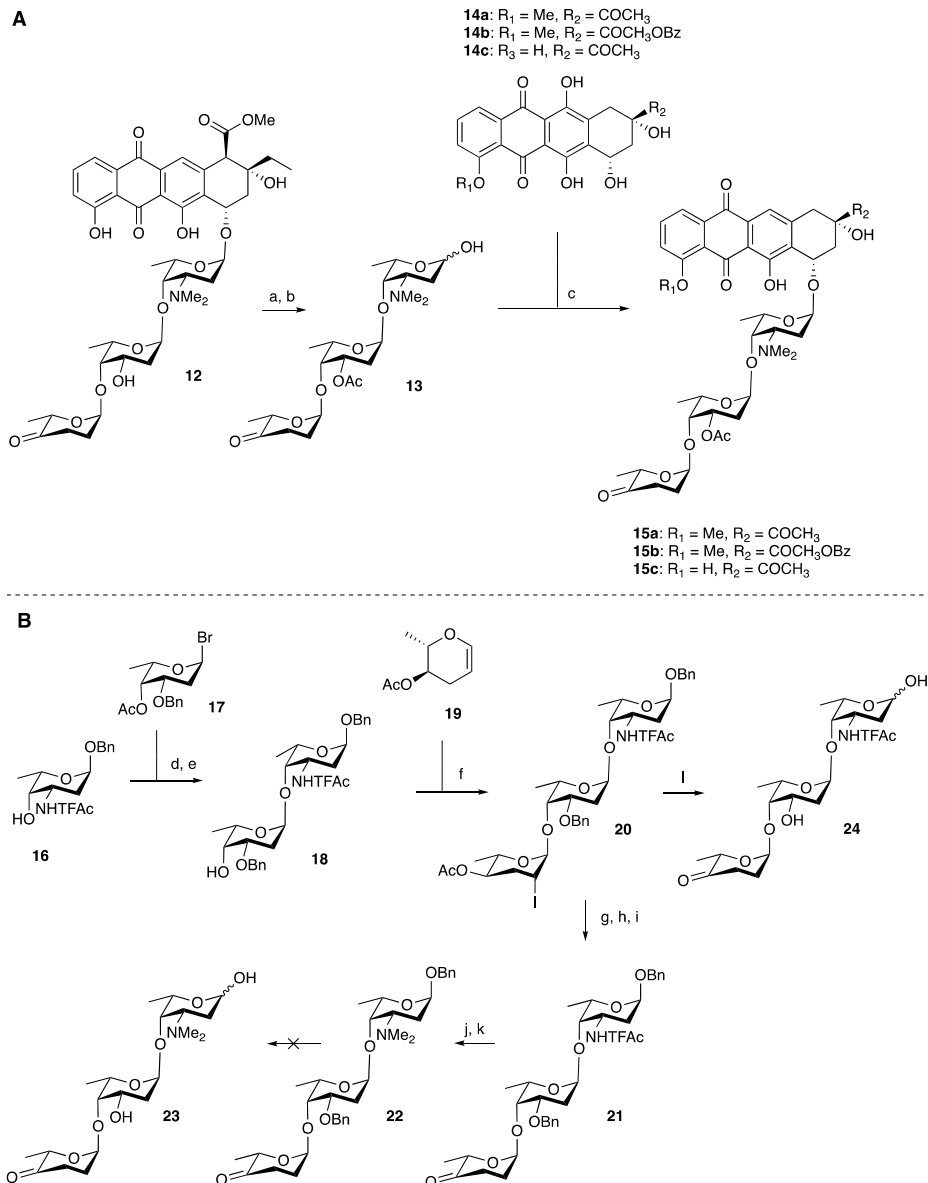 A
14a: R1 = Me, R2 = COCH3
14b: R1 = Me, R2 = COCH3OBz
14c: R3 = H, R2 = COCH3
O
OMe
O
OH
O
OH
O
OH
O
12
a, b
O
NMe2
O
O
OH
O
O
O
O
OH
NMe2
O
O
OAc
O
O
O
13
O
OH
R2
OH
O
R1
O
OH
OH
c
O
R2
OH
O
R1
O
OH
O
O
NMe2
O
O
OAc
O
O
O
15a: R1 = Me, R2 = COCH3
15b: R1 = Me, R2 = COCH3OBz
15c: R1 = H, R2 = COCH3
B
Br
O
OBn
AcO
17
OBn
O
NHTFAc
HO
16
d, e
OBn
O
NHTFAc
O
O
OBn
HO
18
O
AcO
19
f
OBn
O
NHTFAc
O
O
OBn
O
O
AcO
I
20
l
OH
O
NHTFAc
O
O
OH
O
O
O
24
g, h, i
OBn
O
NHTFAc
O
O
OBn
O
O
O
21
j, k
OBn
O
NMe2
O
O
OBn
O
O
O
22
OH
O
NMe2
O
O
OH
O
O
O
23